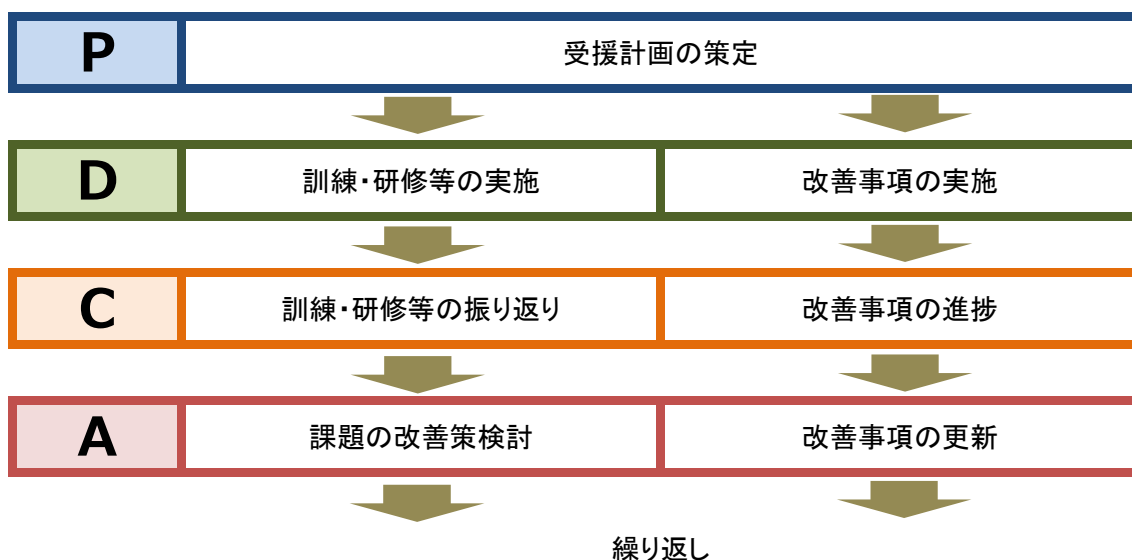 P
受援計画の策定
D
訓練・研修等の実施
改善事項の実施
C
訓練・研修等の振り返り
改善事項の進捗
A
課題の改善策検討
改善事項の更新
繰り返し